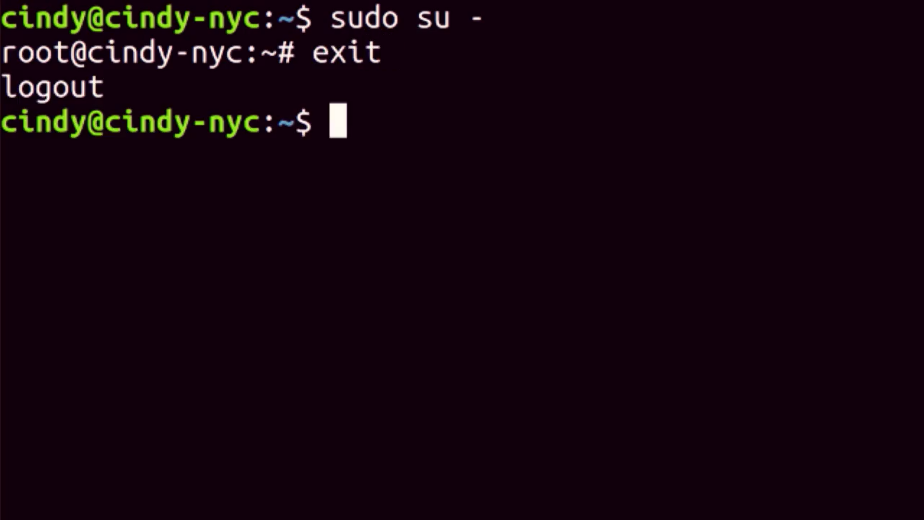 cindy@cindy-nyc:~$ sudo su -
root@cindy-nyc:~# exit
logout
cindy@cindy-nyc:~$